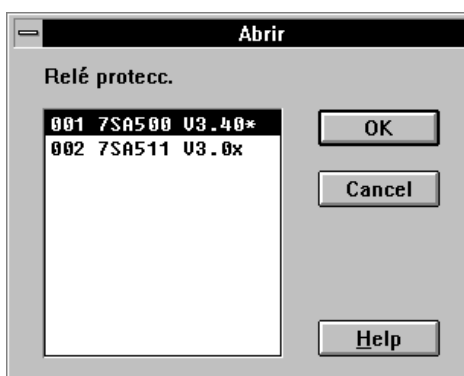 Abrir
Relé protecc.
001 7SA500 V3.40*
002 7SA511 V3.0x
OK
Cancel
Help